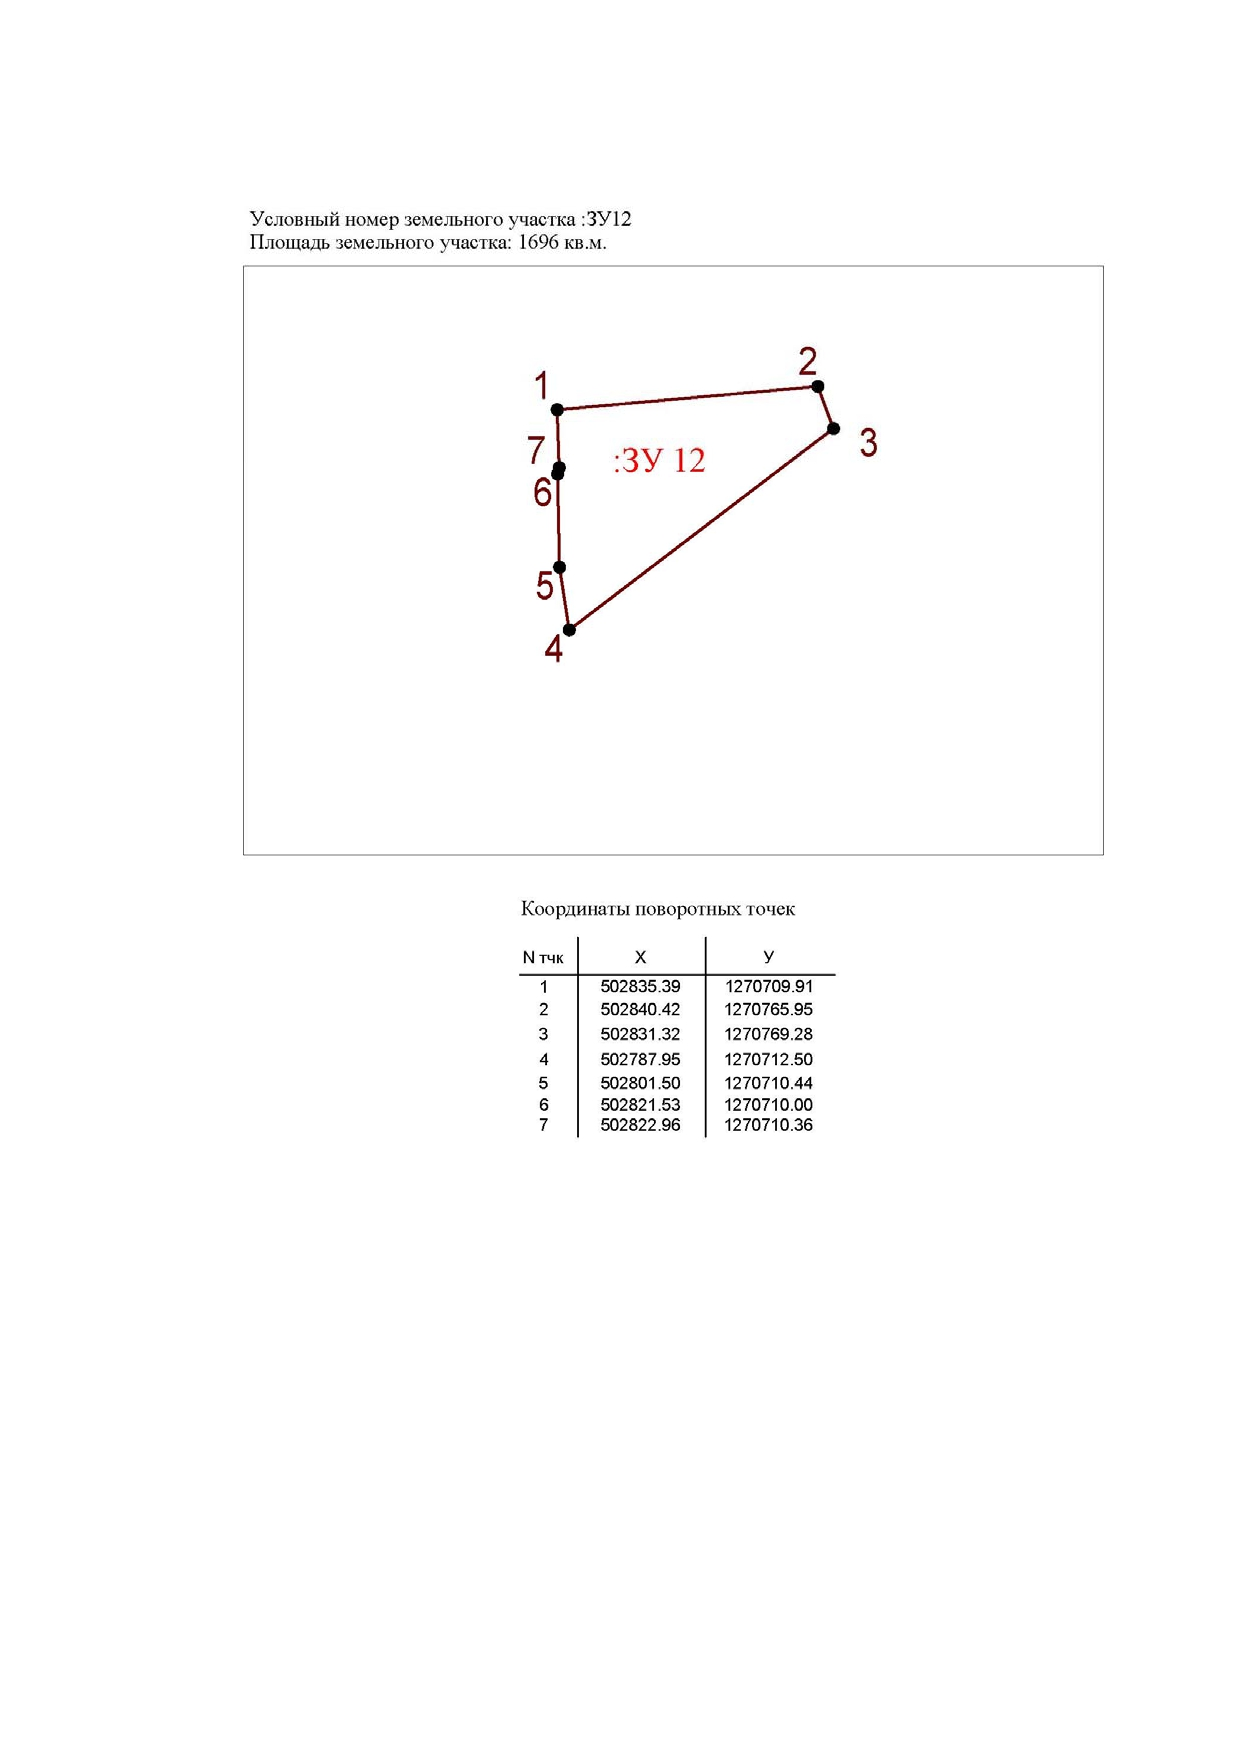 Условный номер земельного участка :ЗУ12
Площадь земельного участка: 1696 кв.м.
2
1
3
7
:ЗУ 12
6
5
4
Координаты поворотных точек
N тчк X У
1 502835.39 1270709.91
2 502840.42 1270765.95
3 502831.32 1270769.28
4 502787.95 1270712.50
5 502801.50 1270710.44
6 502821.53 1270710.00
7 502822.96 1270710.36